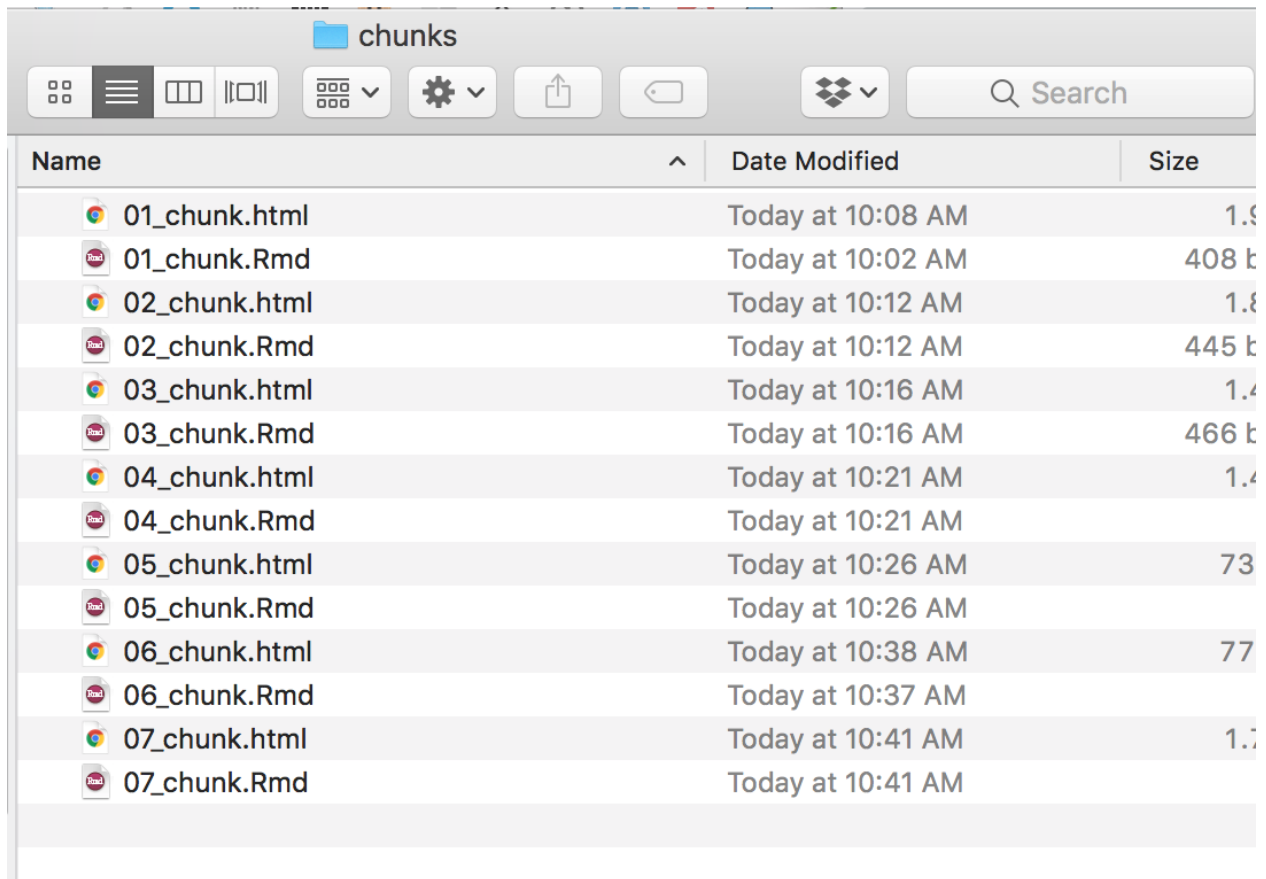 chunks
Search
Name Date Modified Size
01_chunk.html Today at 10:08 AM
01_chunk.Rmd Today at 10:02 AM 408
02_chunk.html Today at 10:12 AM
02_chunk.Rmd Today at 10:12 AM 445
03_chunk.html Today at 10:16 AM
03_chunk.Rmd Today at 10:16 AM 466
04_chunk.html Today at 10:21 AM
04_chunk.Rmd Today at 10:21 AM
05_chunk.html Today at 10:26 AM 73
05_chunk.Rmd Today at 10:26 AM
06_chunk.html Today at 10:38 AM 77
06_chunk.Rmd Today at 10:37 AM
07_chunk.html Today at 10:41 AM
07_chunk.Rmd Today at 10:41 AM